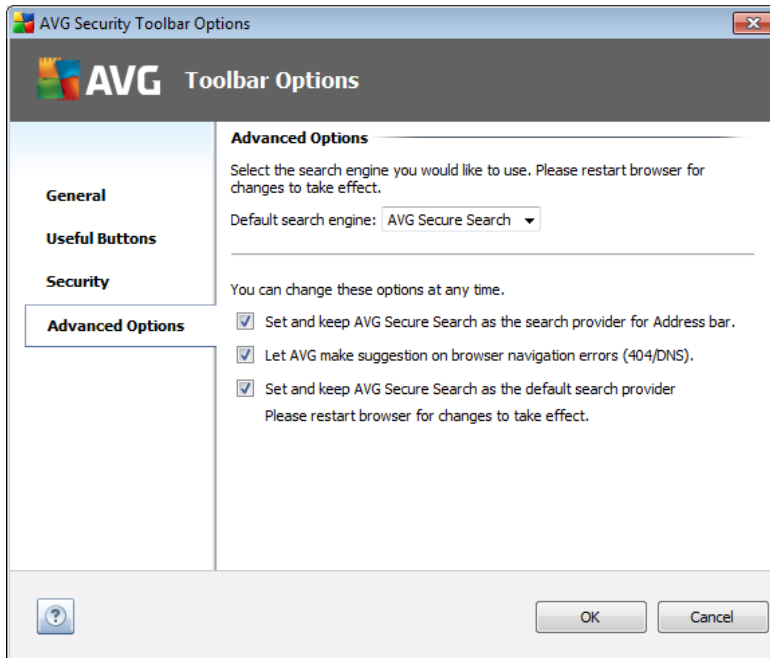 AVG Security Toolbar Options
AVG Toolbar Options
General
Useful Buttons
Security
Advanced Options
Advanced Options
Select the search engine you would like to use. Please restart browser for
changes to take effect.
Default search engine: AVG Secure Search
You can change these options at any time.
Set and keep AVG Secure Search as the search provider for Address bar.
Let AVG make suggestion on browser navigation errors (404/DNS).
Set and keep AVG Secure Search as the default search provider
Please restart browser for changes to take effect.
?
OK Cancel